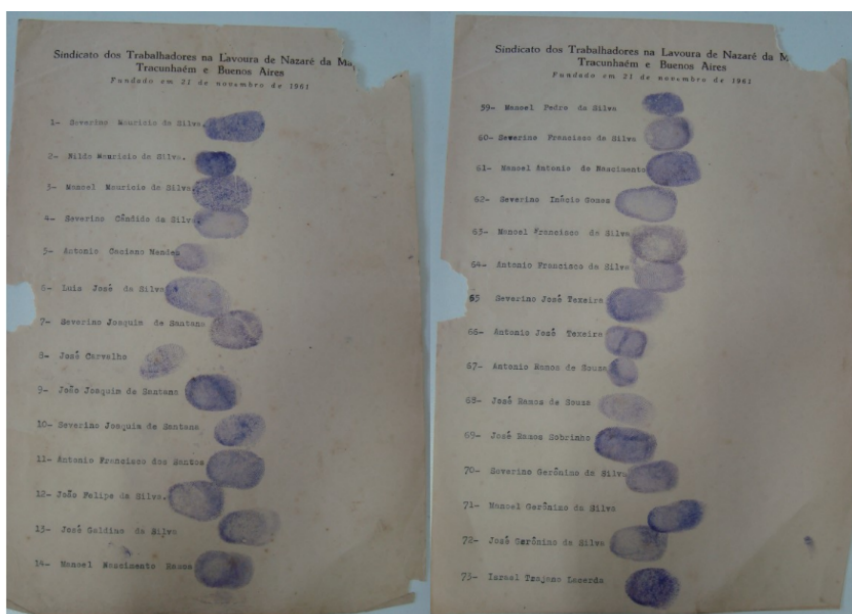 Sindicato dos Trabalhadores na Lavoura de Nazaré da Ma
Tracunhaém e Buenos Aires
Fundado em 21 de novembro de 1961
1- Severino Mauricio da Silva.
2- Nildo Mauricio da Silva.
3- Manoel Mauricio da Silva.
4- Severino Cândido da Silva
5- Antonio Casiano Mendes
6- Luis José da Silva
7- Severino Joaquim de Santana
8- José Carvalho
9- João Joaquim de Santana
10- Severino Joaquim de Santana
11- Antonio Francisco dos Santos
12- João Felipe da Silva.
13- José Galdino da Silva
14- Manoel Nascimento Ramos
Sindicato dos Trabalhadores na Lavoura de Nazaré da M
Tracunhaém e Buenos Aires
Fundado em 21 de novembro de 1961
59- Manoel Pedro da Silva
60- Severino Francisco da Silva
61- Manoel Antonio do Nascimento
62- Severino Inácio Gomes
63- Manoel Francisco da Silva
64- Antonio Francisco da Silva
65 Severino José Texeira
66- Antonio José Texeira
67- Antonio Ramos de Souza
68- José Ramos de Souza
69- José Ramos Sobrinho
70- Severino Gerônimo da Silva
71- Manoel Gerônimo da Silva
72- José Gerônimo da Silva
73- Israel Trajano Lacerda